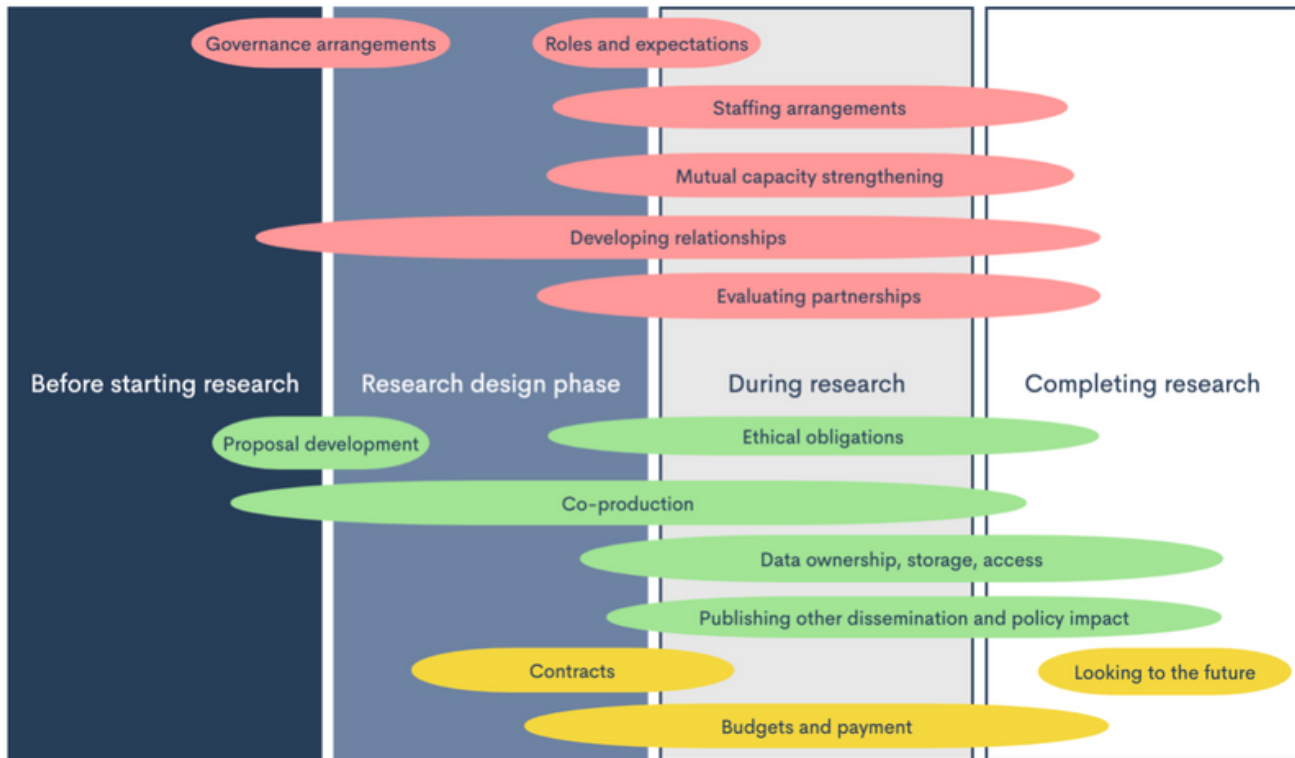 Governance arrangements
Roles and expectations
Staffing arrangements
Mutual capacity strengthening
Developing relationships
Evaluating partnerships
Before starting research
Research design phase
During research
Completing research
Proposal development
Ethical obligations
Co-production
Data ownership, storage, access
Publishing other dissemination and policy impact
Contracts
Looking to the future
Budgets and payment